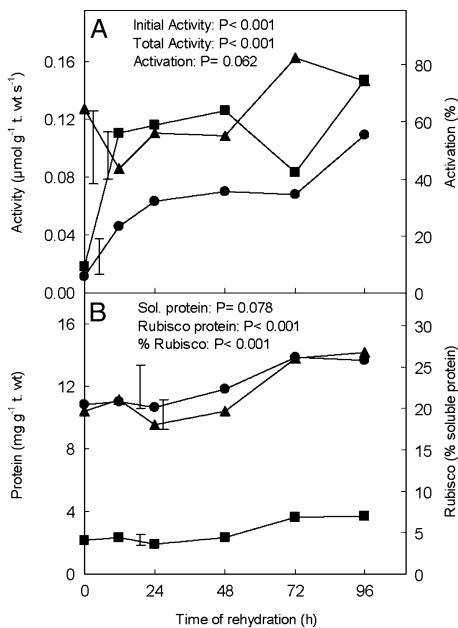 A
Initial Activity: P< 0.001
Total Activity: P< 0.001
Activation: P= 0.062
Activity (µmol g⁻¹ t. wt s⁻¹)
0.16
0.12
0.08
0.04
0.00
Activation (%)
80
60
40
20
0
B
Sol. protein: P= 0.078
Rubisco protein: P< 0.001
% Rubisco: P< 0.001
Protein (mg g⁻¹ t. wt)
16
12
8
4
0
Rubisco (% soluble protein)
30
25
20
15
10
5
0
0 24 48 72 96
Time of rehydration (h)